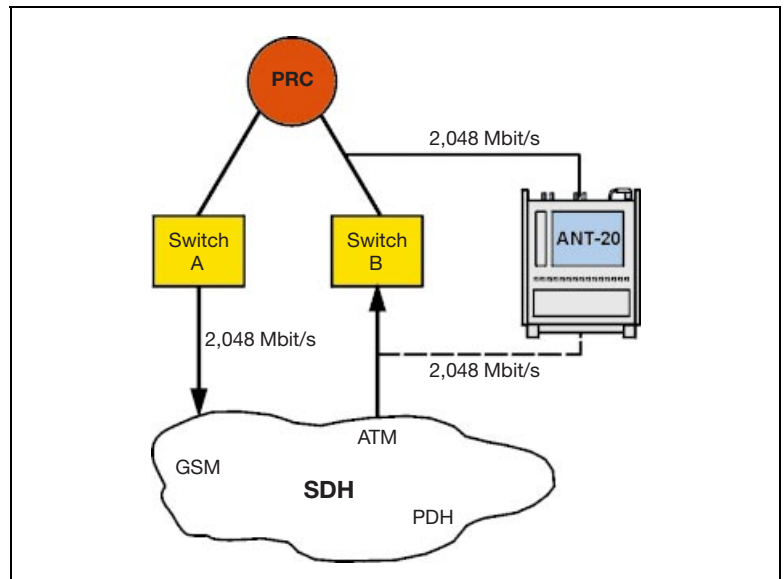 PRC
2,048 Mbit/s
Switch
A
Switch
B
ANT-20
2,048 Mbit/s
2,048 Mbit/s
ATM
GSM
SDH
PDH